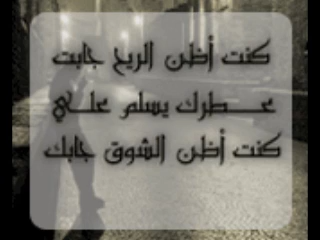 كنت أظن الريح جابت
عطرك يسلم علي
كنت أظن الشوق جابك